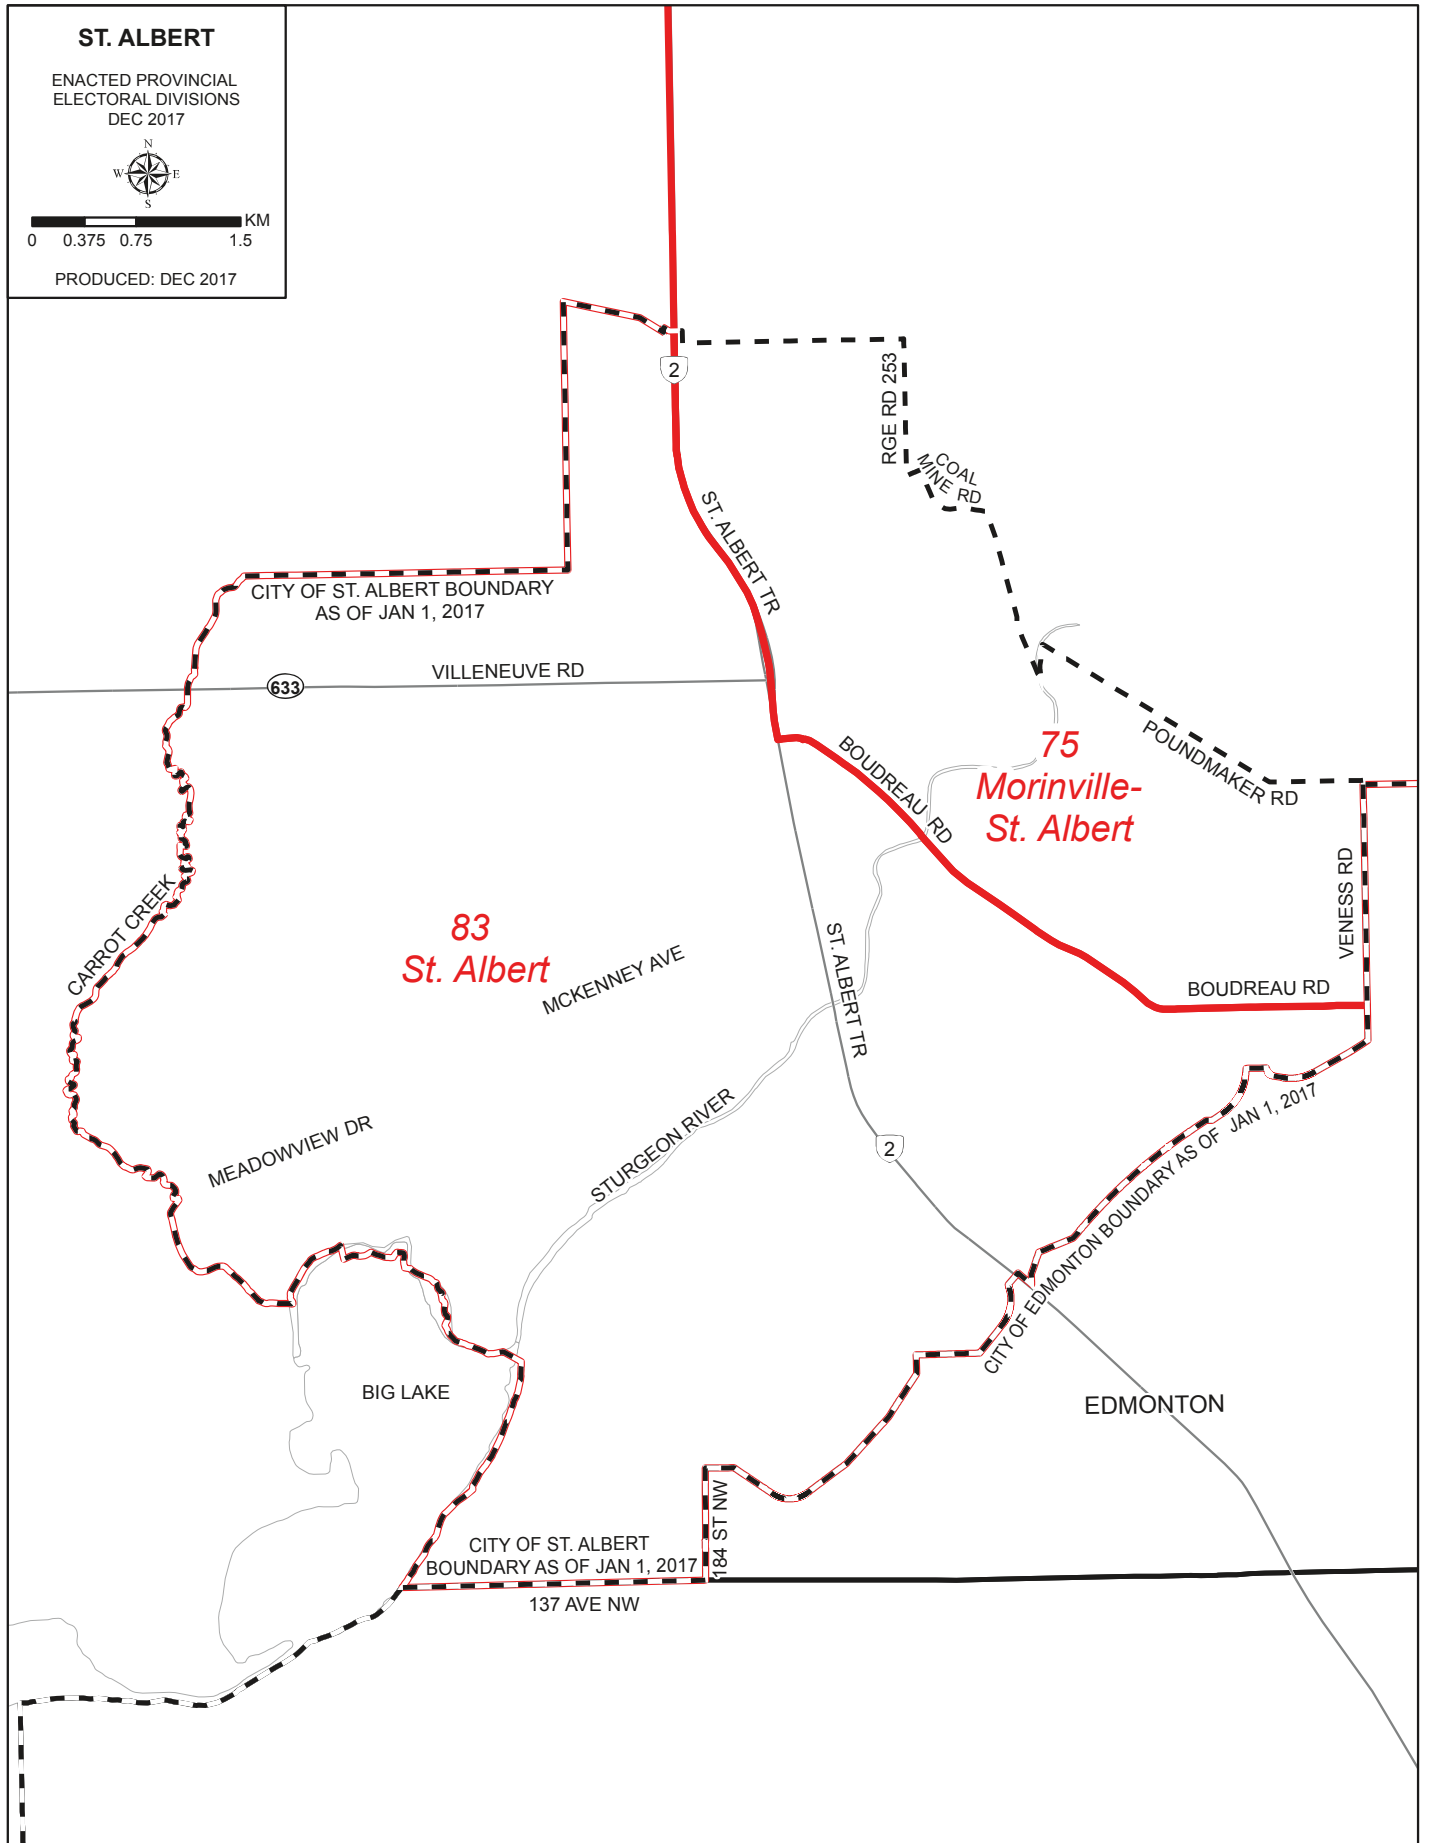 ST. ALBERT
ENACTED PROVINCIAL
ELECTORAL DIVISIONS
DEC 2017
N
W
E
S
KM
0
0.375
0.75
1.5
PRODUCED: DEC 2017
2
RGE RD 253
COAL
MINE RD
ST. ALBERT TR
CITY OF ST. ALBERT BOUNDARY
AS OF JAN 1, 2017
VILLENEUVE RD
633
75
Morinville-
St. Albert
POUNDMAKER RD
BOUDREAU RD
VENESS RD
CARROT CREEK
83
St. Albert
MCKENNEY AVE
ST. ALBERT TR
BOUDREAU RD
MEADOWVIEW DR
STURGEON RIVER
2
CITY OF EDMONTON BOUNDARY AS OF JAN 1, 2017
BIG LAKE
EDMONTON
184 ST NW
CITY OF ST. ALBERT
BOUNDARY AS OF JAN 1, 2017
137 AVE NW